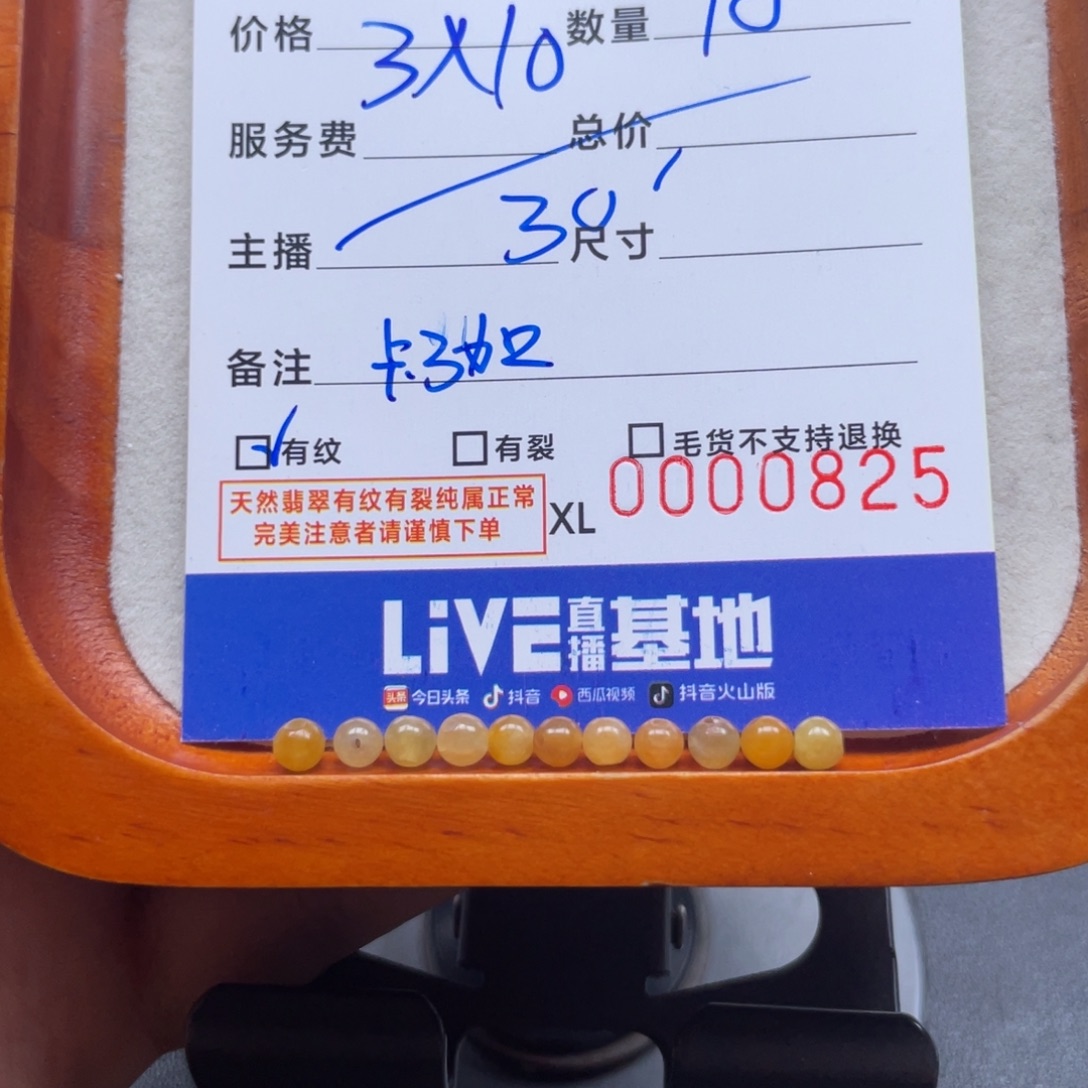 价格 3X10 数量 10
服务费 总价
主播 30 尺寸
备注
有纹 有裂 毛货不支持退换
天然翡翠有纹有裂纯属正常
完美注意者请谨慎下单
XL 0000825
LiVE直播基地
头条 今日头条 抖音 西瓜视频 抖音火山版